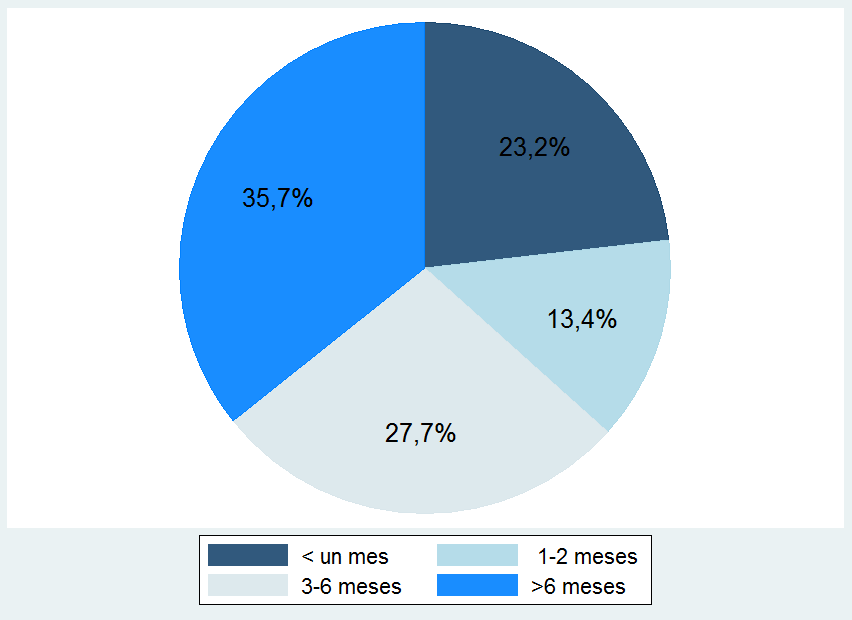 23,2%
35,7%
13,4%
27,7%
< un mes
1-2 meses
3-6 meses
>6 meses